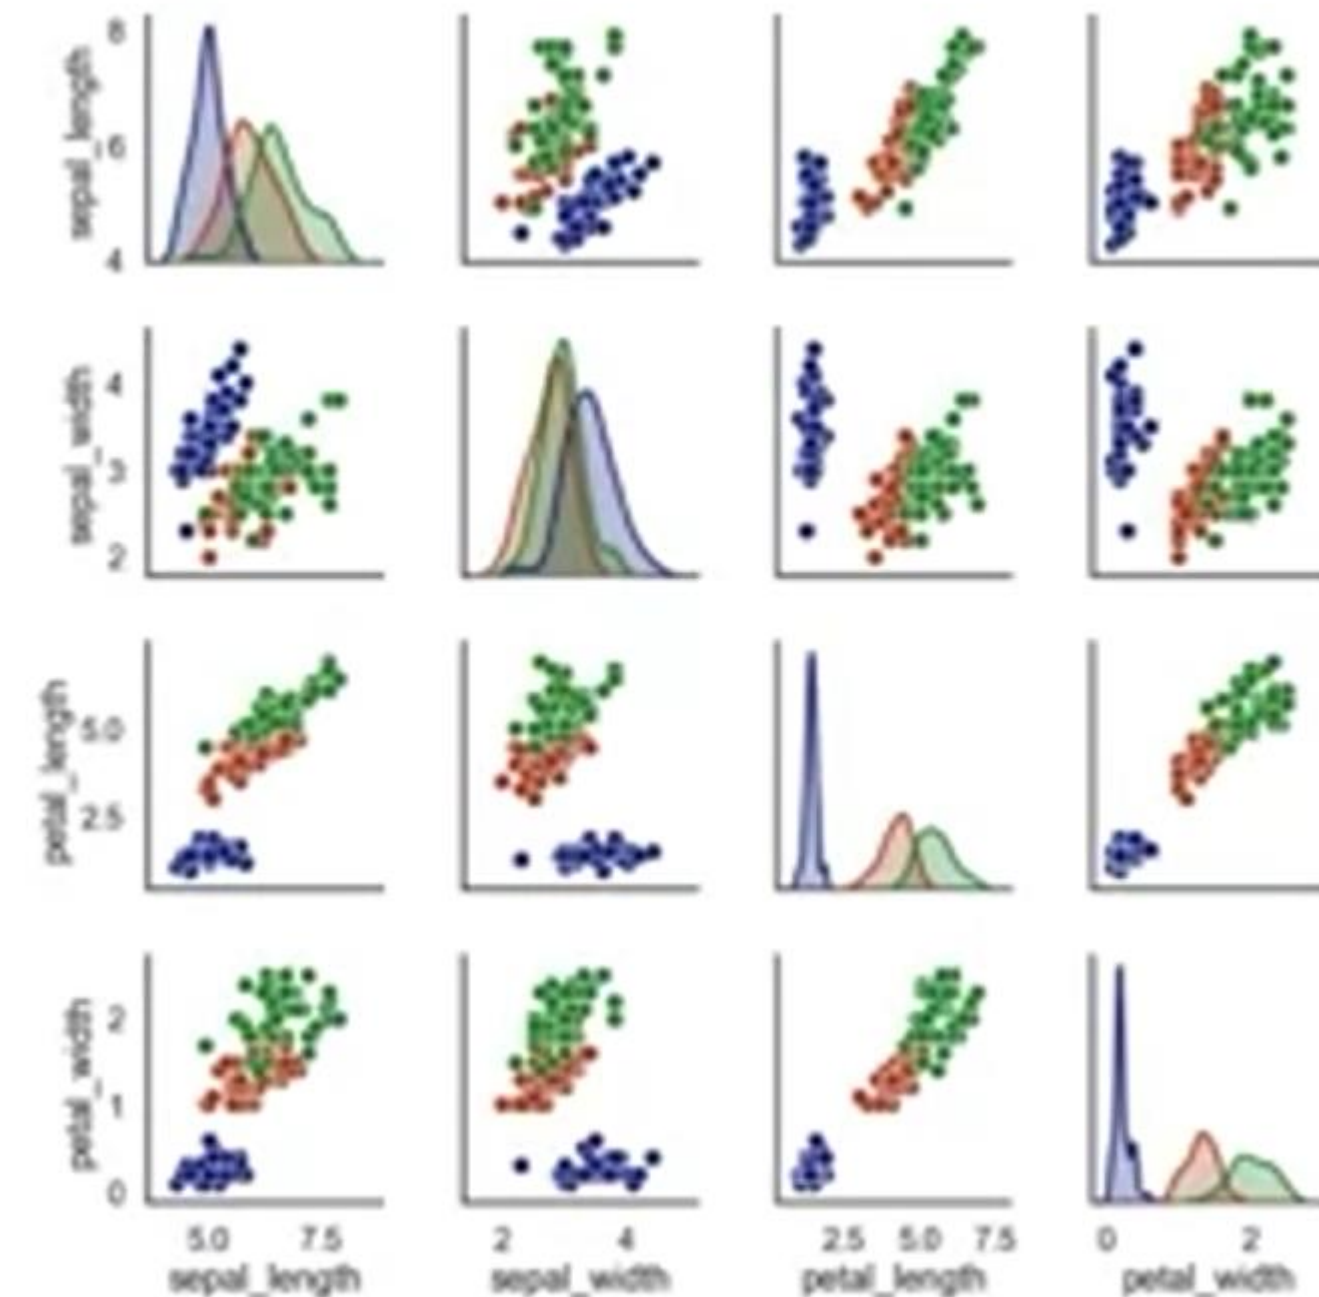 8
sepal_length
6
4
4
sepal_width
3
2
petal_length
5.0
2.5
2
petal_width
1
0
5.0 7.5 2 4 2.5 5.0 7.5 0 2
sepal_length sepal_width petal_length petal_width